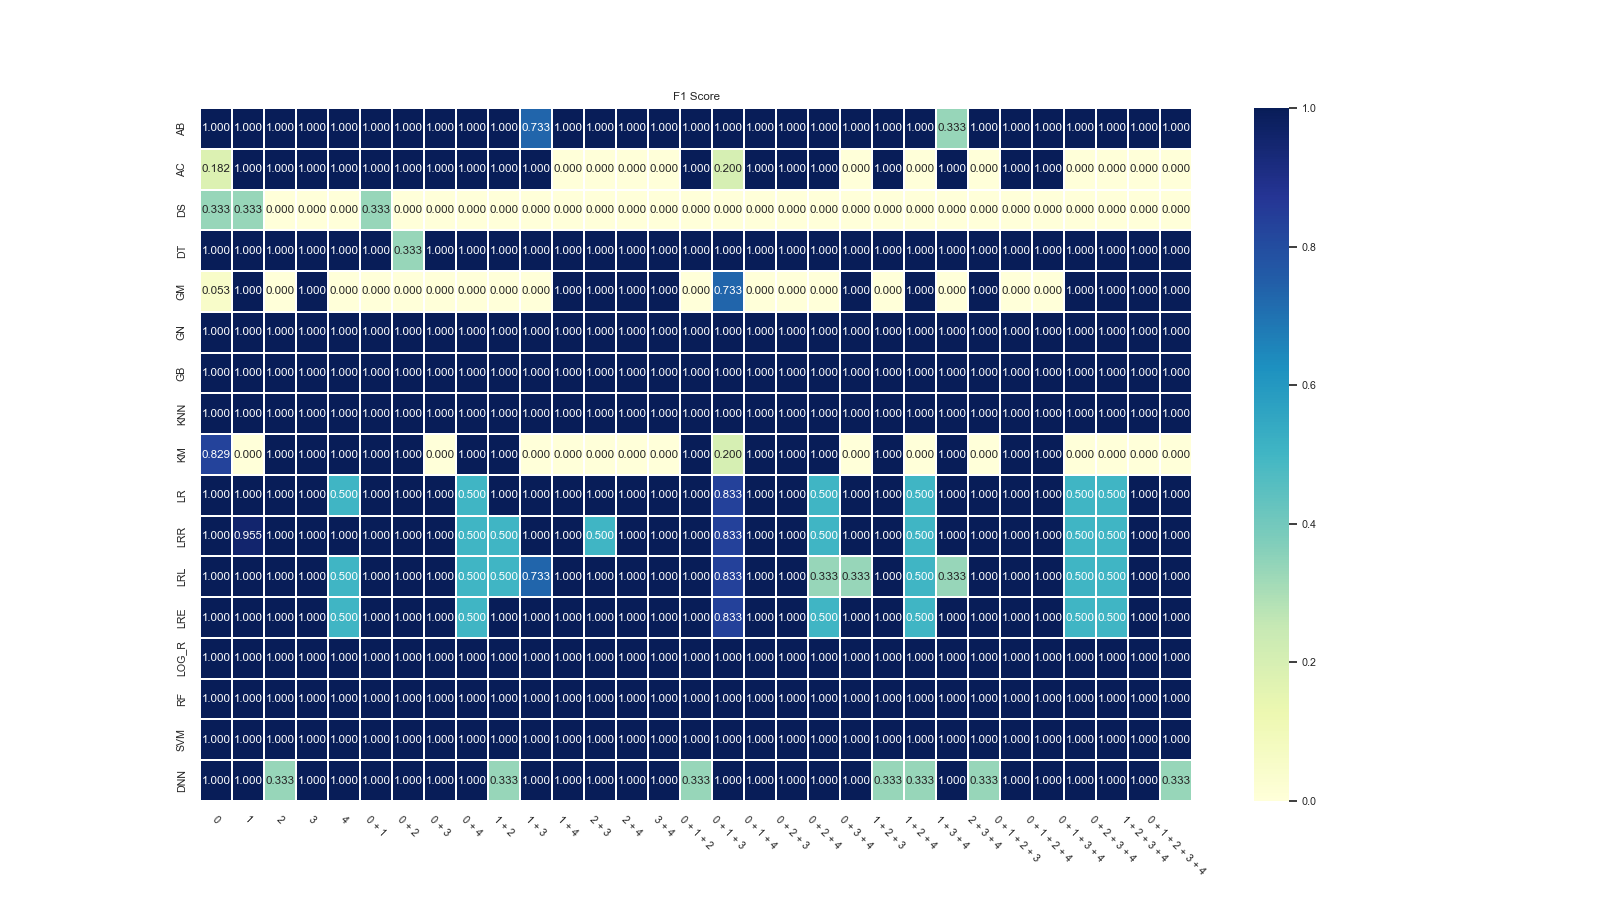 F1 Score
AB 1.000 1.000 1.000 1.000 1.000 1.000 1.000 1.000 1.000 1.000 0.733 1.000 1.000 1.000 1.000 1.000 1.000 1.000 1.000 1.000 1.000 1.000 1.000 0.333 1.000 1.000 1.000 1.000 1.000 1.000 1.000
AC 0.182 1.000 1.000 1.000 1.000 1.000 1.000 1.000 1.000 1.000 1.000 0.000 0.000 0.000 0.000 1.000 0.200 1.000 1.000 1.000 0.000 1.000 0.000 1.000 0.000 1.000 1.000 0.000 0.000 0.000 0.000
DS 0.333 0.333 0.000 0.000 0.000 0.333 0.000 0.000 0.000 0.000 0.000 0.000 0.000 0.000 0.000 0.000 0.000 0.000 0.000 0.000 0.000 0.000 0.000 0.000 0.000 0.000 0.000 0.000 0.000 0.000 0.000
DT 1.000 1.000 1.000 1.000 1.000 1.000 0.333 1.000 1.000 1.000 1.000 1.000 1.000 1.000 1.000 1.000 1.000 1.000 1.000 1.000 1.000 1.000 1.000 1.000 1.000 1.000 1.000 1.000 1.000 1.000 1.000
GM 0.053 1.000 0.000 1.000 0.000 0.000 0.000 0.000 0.000 0.000 0.000 1.000 1.000 1.000 1.000 0.000 0.733 0.000 0.000 0.000 1.000 0.000 1.000 0.000 1.000 0.000 0.000 1.000 1.000 1.000 1.000
GN 1.000 1.000 1.000 1.000 1.000 1.000 1.000 1.000 1.000 1.000 1.000 1.000 1.000 1.000 1.000 1.000 1.000 1.000 1.000 1.000 1.000 1.000 1.000 1.000 1.000 1.000 1.000 1.000 1.000 1.000 1.000
GB 1.000 1.000 1.000 1.000 1.000 1.000 1.000 1.000 1.000 1.000 1.000 1.000 1.000 1.000 1.000 1.000 1.000 1.000 1.000 1.000 1.000 1.000 1.000 1.000 1.000 1.000 1.000 1.000 1.000 1.000 1.000
KNN 1.000 1.000 1.000 1.000 1.000 1.000 1.000 1.000 1.000 1.000 1.000 1.000 1.000 1.000 1.000 1.000 1.000 1.000 1.000 1.000 1.000 1.000 1.000 1.000 1.000 1.000 1.000 1.000 1.000 1.000 1.000
KM 0.829 0.000 1.000 1.000 1.000 1.000 1.000 0.000 1.000 1.000 0.000 0.000 0.000 0.000 0.000 1.000 0.200 1.000 1.000 1.000 0.000 1.000 0.000 1.000 0.000 1.000 1.000 0.000 0.000 0.000 0.000
LR 1.000 1.000 1.000 1.000 0.500 1.000 1.000 1.000 0.500 1.000 1.000 1.000 1.000 1.000 1.000 1.000 0.833 1.000 1.000 0.500 1.000 1.000 0.500 1.000 1.000 1.000 1.000 0.500 0.500 1.000 1.000
LRR 1.000 0.955 1.000 1.000 1.000 1.000 1.000 1.000 0.500 0.500 1.000 1.000 0.500 1.000 1.000 1.000 0.833 1.000 1.000 0.500 1.000 1.000 0.500 1.000 1.000 1.000 1.000 0.500 0.500 1.000 1.000
LRL 1.000 1.000 1.000 1.000 0.500 1.000 1.000 1.000 0.500 0.500 0.733 1.000 1.000 1.000 1.000 1.000 0.833 1.000 1.000 0.333 0.333 1.000 0.500 0.333 1.000 1.000 1.000 0.500 0.500 1.000 1.000
LRE 1.000 1.000 1.000 1.000 0.500 1.000 1.000 1.000 0.500 1.000 1.000 1.000 1.000 1.000 1.000 1.000 0.833 1.000 1.000 0.500 1.000 1.000 0.500 1.000 1.000 1.000 1.000 0.500 0.500 1.000 1.000
LOG_R 1.000 1.000 1.000 1.000 1.000 1.000 1.000 1.000 1.000 1.000 1.000 1.000 1.000 1.000 1.000 1.000 1.000 1.000 1.000 1.000 1.000 1.000 1.000 1.000 1.000 1.000 1.000 1.000 1.000 1.000 1.000
RF 1.000 1.000 1.000 1.000 1.000 1.000 1.000 1.000 1.000 1.000 1.000 1.000 1.000 1.000 1.000 1.000 1.000 1.000 1.000 1.000 1.000 1.000 1.000 1.000 1.000 1.000 1.000 1.000 1.000 1.000 1.000
SVM 1.000 1.000 1.000 1.000 1.000 1.000 1.000 1.000 1.000 1.000 1.000 1.000 1.000 1.000 1.000 1.000 1.000 1.000 1.000 1.000 1.000 1.000 1.000 1.000 1.000 1.000 1.000 1.000 1.000 1.000 1.000
DNN 1.000 1.000 0.333 1.000 1.000 1.000 1.000 1.000 1.000 0.333 1.000 1.000 1.000 1.000 1.000 0.333 1.000 1.000 1.000 1.000 1.000 0.333 0.333 1.000 0.333 1.000 1.000 1.000 1.000 1.000 0.333
0
1
2
3
4
0 + 1
0 + 2
0 + 3
0 + 4
1 + 2
1 + 3
1 + 4
2 + 3
2 + 4
3 + 4
0 + 1 + 2
0 + 1 + 3
0 + 1 + 4
0 + 2 + 3
0 + 2 + 4
0 + 3 + 4
1 + 2 + 3
1 + 2 + 4
1 + 3 + 4
2 + 3 + 4
0 + 1 + 2 + 3
0 + 1 + 2 + 4
0 + 1 + 3 + 4
0 + 2 + 3 + 4
1 + 2 + 3 + 4
0 + 1 + 2 + 3 + 4
1.0
0.8
0.6
0.4
0.2
0.0